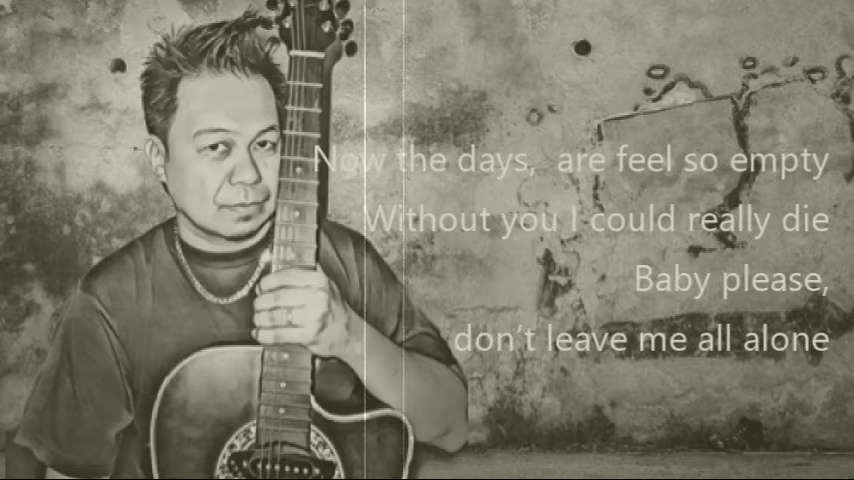 Now the days, are feel so empty
Without you I could really die
Baby please,
don't leave me all alone